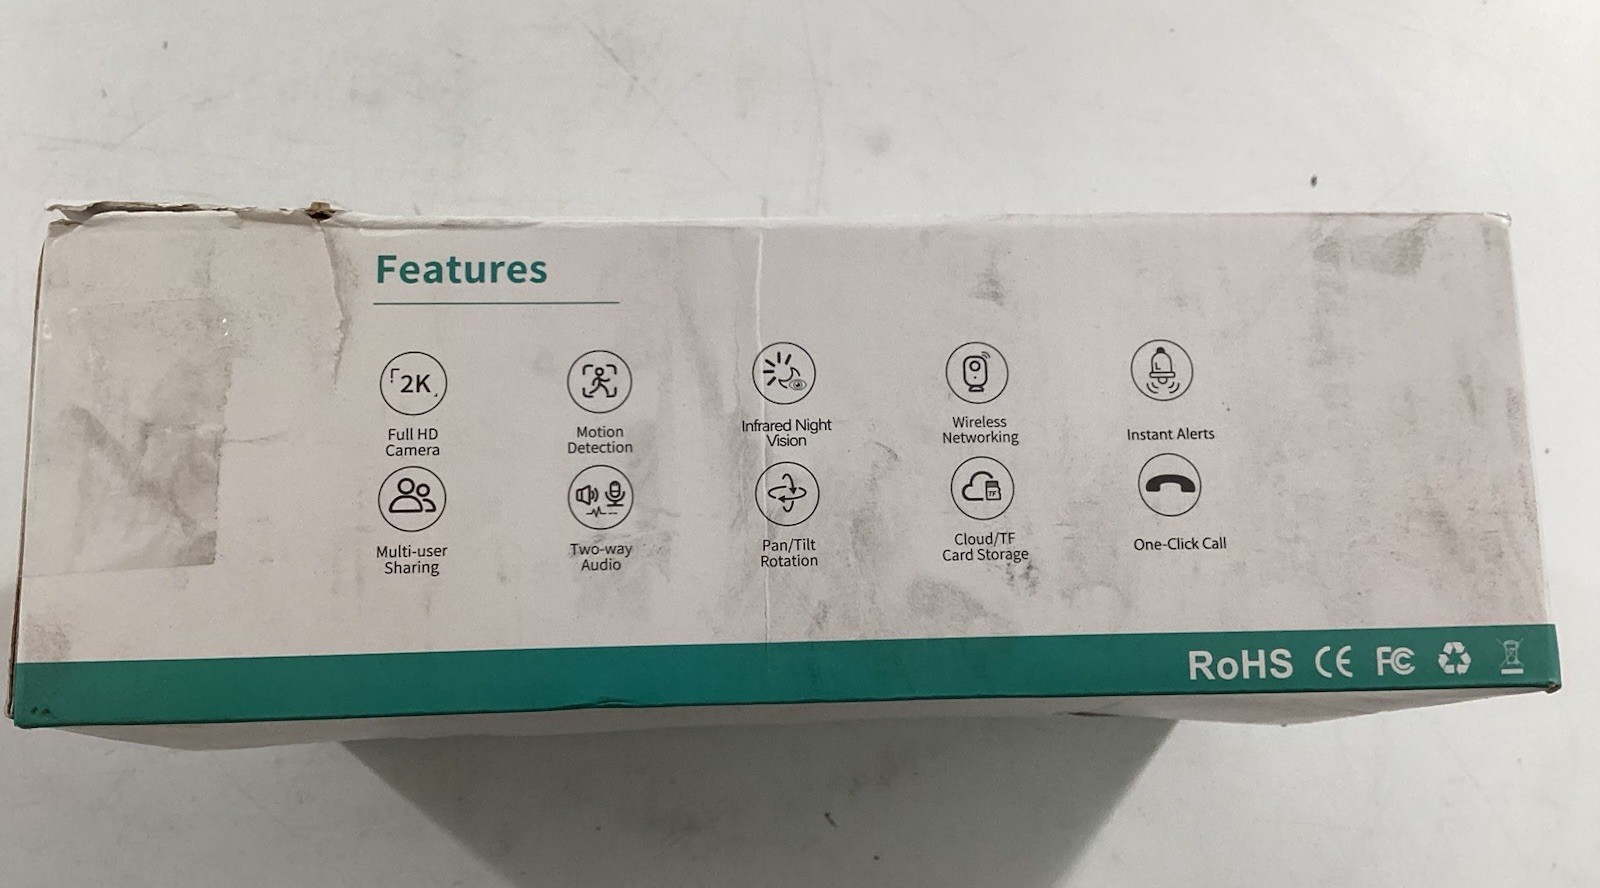 Features
2K
Full HD
Camera
Motion
Detection
Infrared Night
Vision
Wireless
Networking
Instant Alerts
Multi-user
Sharing
Two-way
Audio
Pan/Tilt
Rotation
TF
Cloud/TF
Card Storage
One-Click Call
RoHS CE FC